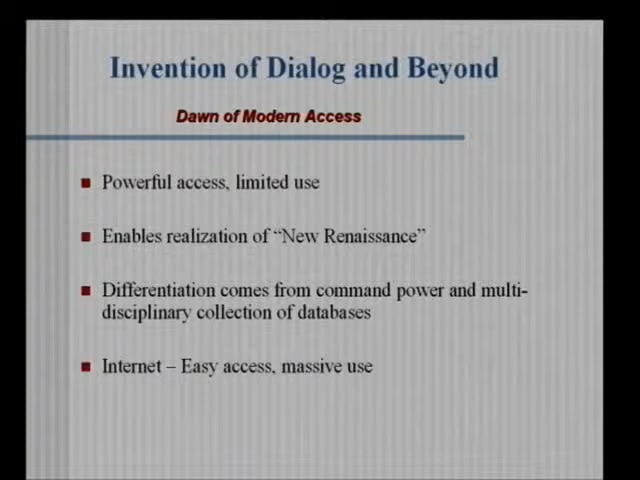 Invention of Dialog and Beyond
Dawn of Modern Access
Powerful access, limited use
Enables realization of “New Renaissance”
Differentiation comes from command power and multi-
disciplinary collection of databases
Internet – Easy access, massive use